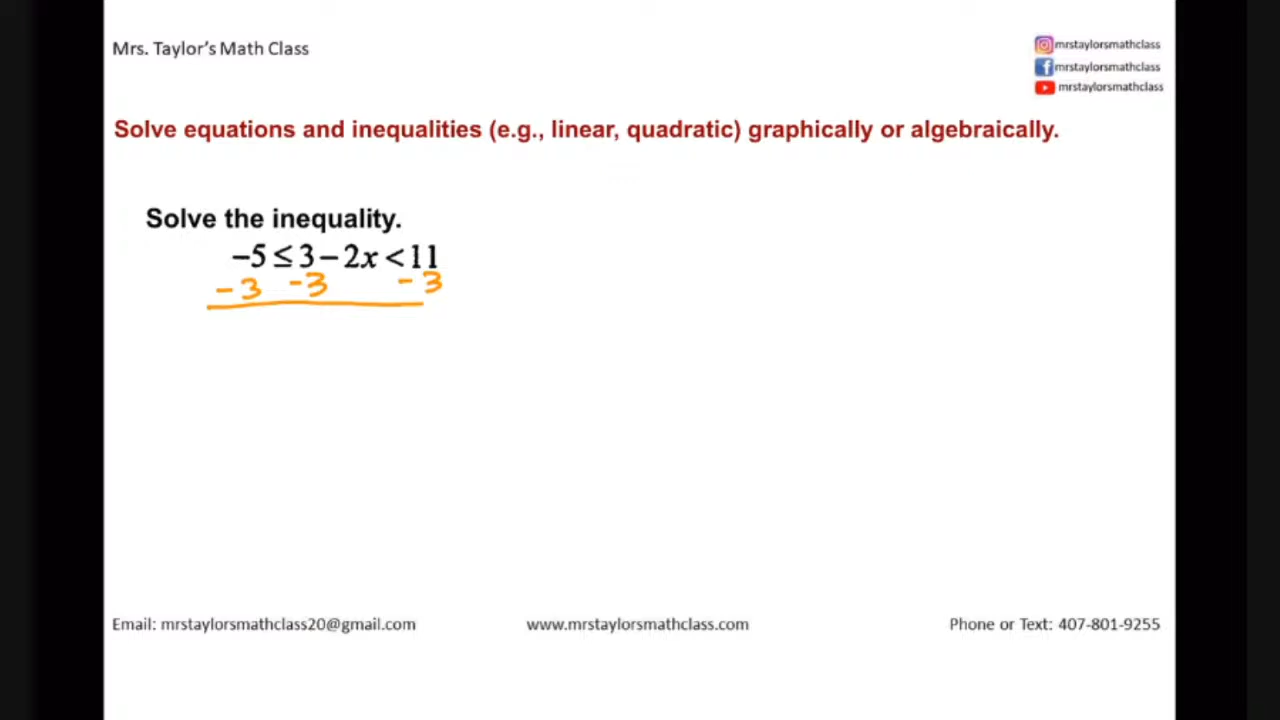 Mrs. Taylor's Math Class
mrstaylorsmathclass
mrstaylorsmathclass
mrstaylorsmathclass
Solve equations and inequalities (e.g., linear, quadratic) graphically or algebraically.
Solve the inequality.
−5 ≤ 3 − 2x < 11
-3 -3 -3
Email: mrstaylorsmathclass20@gmail.com
www.mrstaylorsmathclass.com
Phone or Text: 407-801-9255